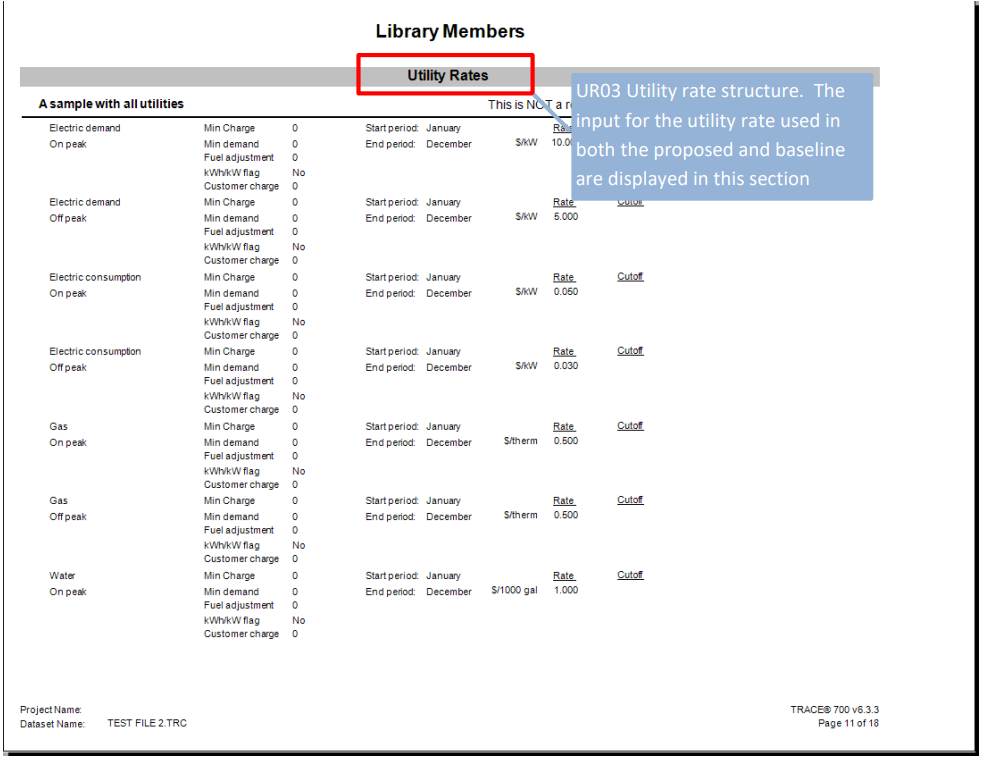 Library Members
Utility Rates
A sample with all utilities This is NOT a r
UR03 Utility rate structure. The
input for the utility rate used in
both the proposed and baseline
are displayed in this section
Electric demand Min Charge 0 Start period: January
On peak Min demand 0 End period: December $/kW
Fuel adjustment 0
kWh/kW flag No
Customer charge 0
Electric demand Min Charge 0 Start period: January Rate Cutoff
Off peak Min demand 0 End period: December $/kW 5.000
Fuel adjustment 0
kWh/kW flag No
Customer charge 0
Electric consumption Min Charge 0 Start period: January Rate Cutoff
On peak Min demand 0 End period: December $/kW 0.050
Fuel adjustment 0
kWh/kW flag No
Customer charge 0
Electric consumption Min Charge 0 Start period: January Rate Cutoff
Off peak Min demand 0 End period: December $/kW 0.030
Fuel adjustment 0
kWh/kW flag No
Customer charge 0
Gas Min Charge 0 Start period: January Rate Cutoff
On peak Min demand 0 End period: December $/therm 0.500
Fuel adjustment 0
kWh/kW flag No
Customer charge 0
Gas Min Charge 0 Start period: January Rate Cutoff
Off peak Min demand 0 End period: December $/therm 0.500
Fuel adjustment 0
kWh/kW flag No
Customer charge 0
Water Min Charge 0 Start period: January Rate Cutoff
On peak Min demand 0 End period: December $/1000 gal 1.000
Fuel adjustment 0
kWh/kW flag No
Customer charge 0
Project Name: TRACE® 700 v6.3.3
Dataset Name: TEST FILE 2.TRC Page 11 of 18